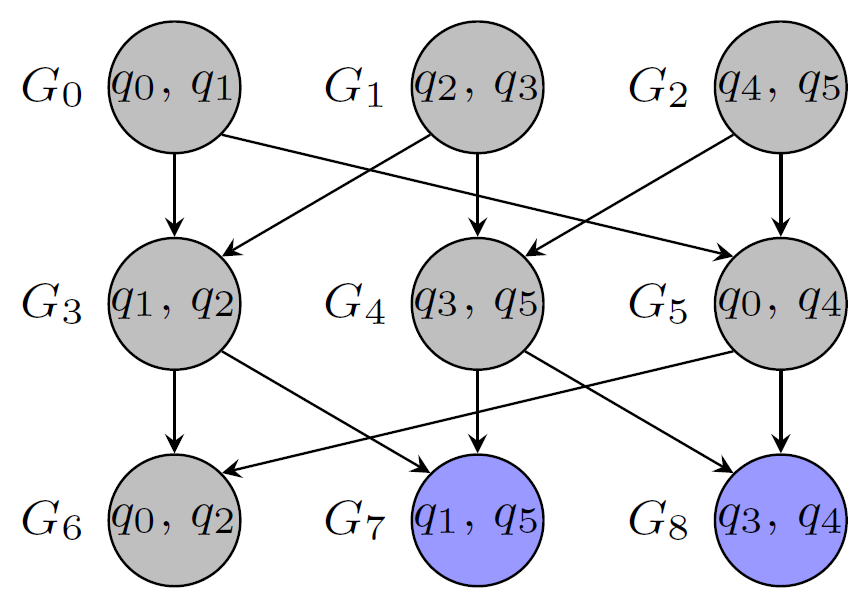 G0 q0, q1 G1 q2, q3 G2 q4, q5
G3 q1, q2 G4 q3, q5 G5 q0, q4
G6 q0, q2 G7 q1, q5 G8 q3, q4